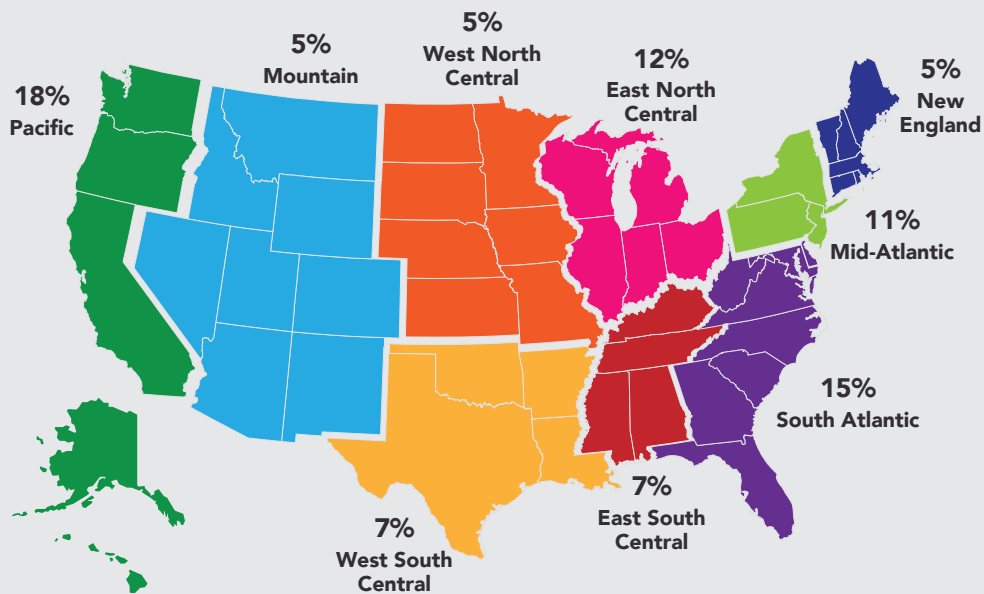 18%
Pacific
5%
Mountain
5%
West North
Central
12%
East North
Central
5%
New
England
11%
Mid-Atlantic
15%
South Atlantic
7%
East South
Central
7%
West South
Central